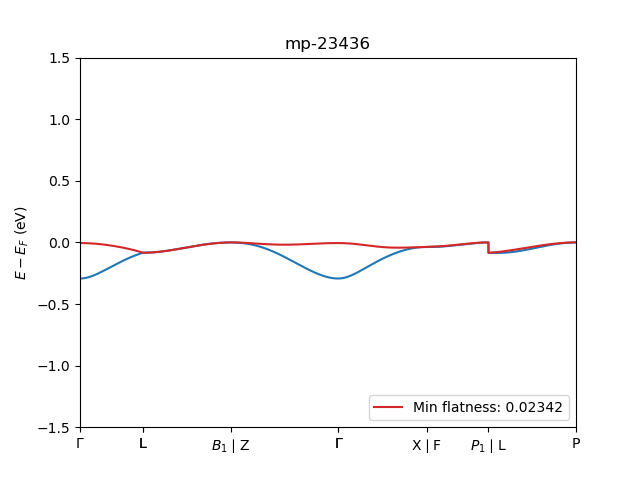 mp-23436
1.5
1.0
0.5
0.0
−0.5
−1.0
−1.5
E − E_F (eV)
Min flatness: 0.02342
Γ L B₁ | Z Γ X | F P₁ | L P